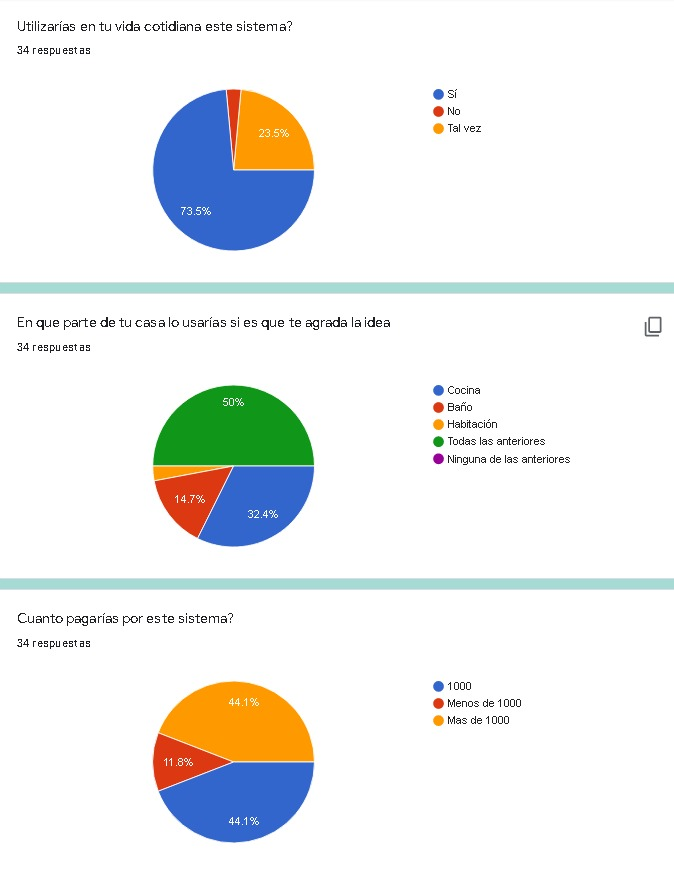 Utilizarías en tu vida cotidiana este sistema?
34 respuestas
Sí
No
Tal vez
23.5%
73.5%
En que parte de tu casa lo usarías si es que te agrada la idea
34 respuestas
50%
Cocina
Baño
Habitación
Todas las anteriores
Ninguna de las anteriores
14.7%
32.4%
Cuanto pagarías por este sistema?
34 respuestas
1000
Menos de 1000
Mas de 1000
44.1%
11.8%
44.1%